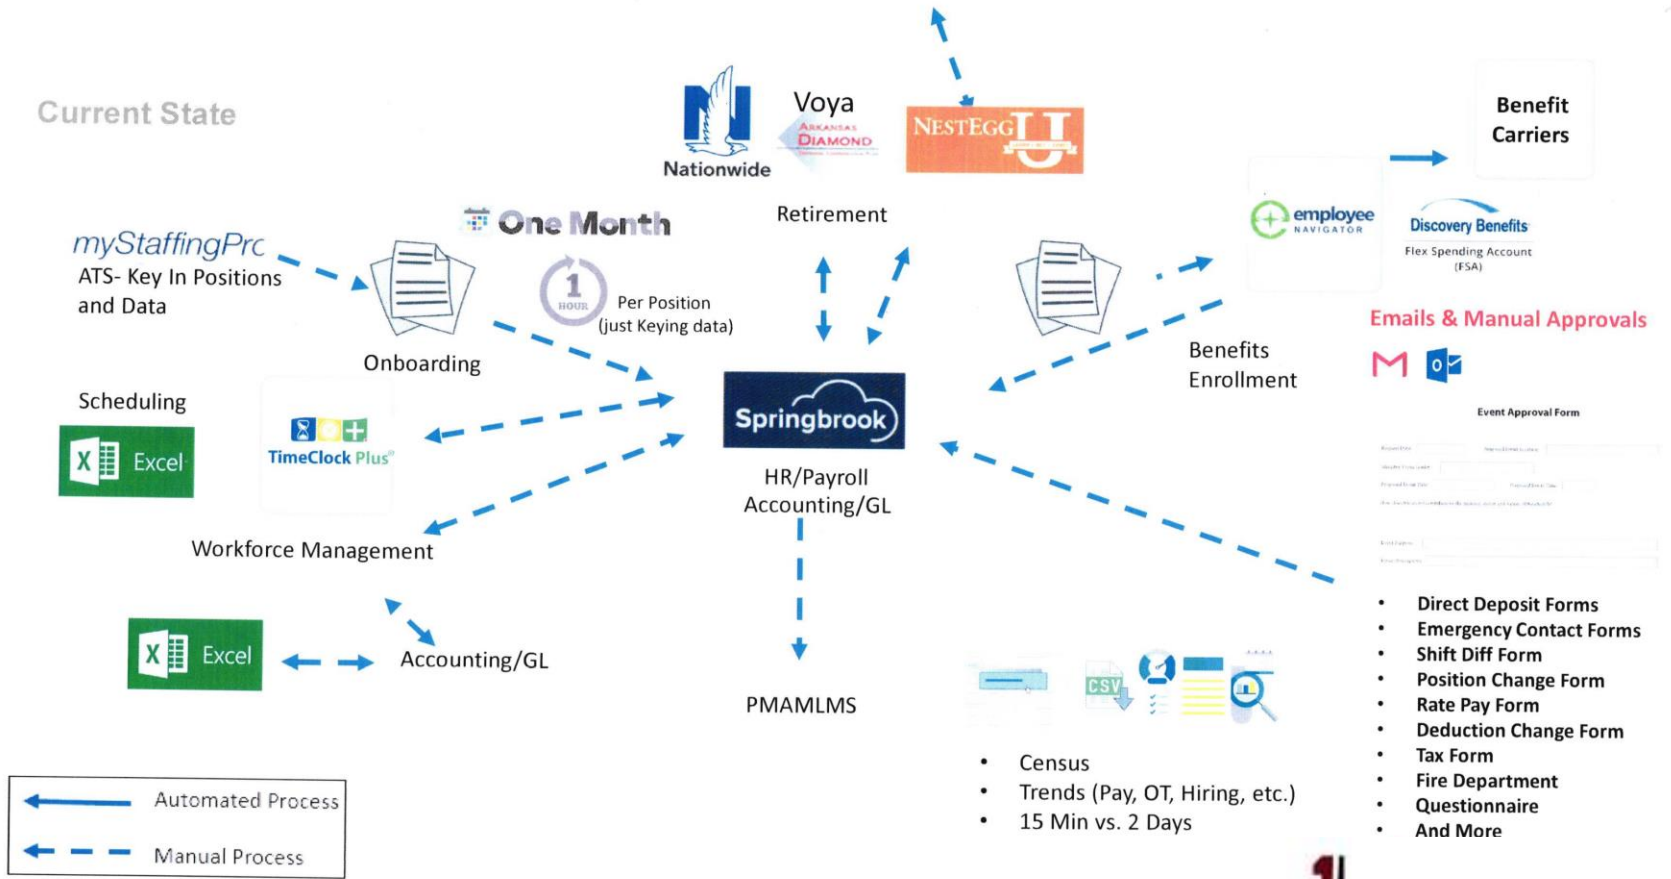 Current State
Nationwide
Voya
ARKANSAS
DIAMOND
NESTEGG U
Retirement
Benefit
Carriers
employee
NAVIGATOR
Discovery Benefits
Flex Spending Account
(FSA)
myStaffingPro
ATS- Key In Positions
and Data
One Month
1
HOUR
Per Position
(just Keying data)
Onboarding
Emails & Manual Approvals
Benefits
Enrollment
Event Approval Form
Scheduling
X Excel
TimeClock Plus
Springbrook
HR/Payroll
Accounting/GL
Workforce Management
X Excel
Accounting/GL
PMAMLMS
CSV
• Census
• Trends (Pay, OT, Hiring, etc.)
• 15 Min vs. 2 Days
• Direct Deposit Forms
• Emergency Contact Forms
• Shift Diff Form
• Position Change Form
• Rate Pay Form
• Deduction Change Form
• Tax Form
• Fire Department
• Questionnaire
• And More
Automated Process
Manual Process